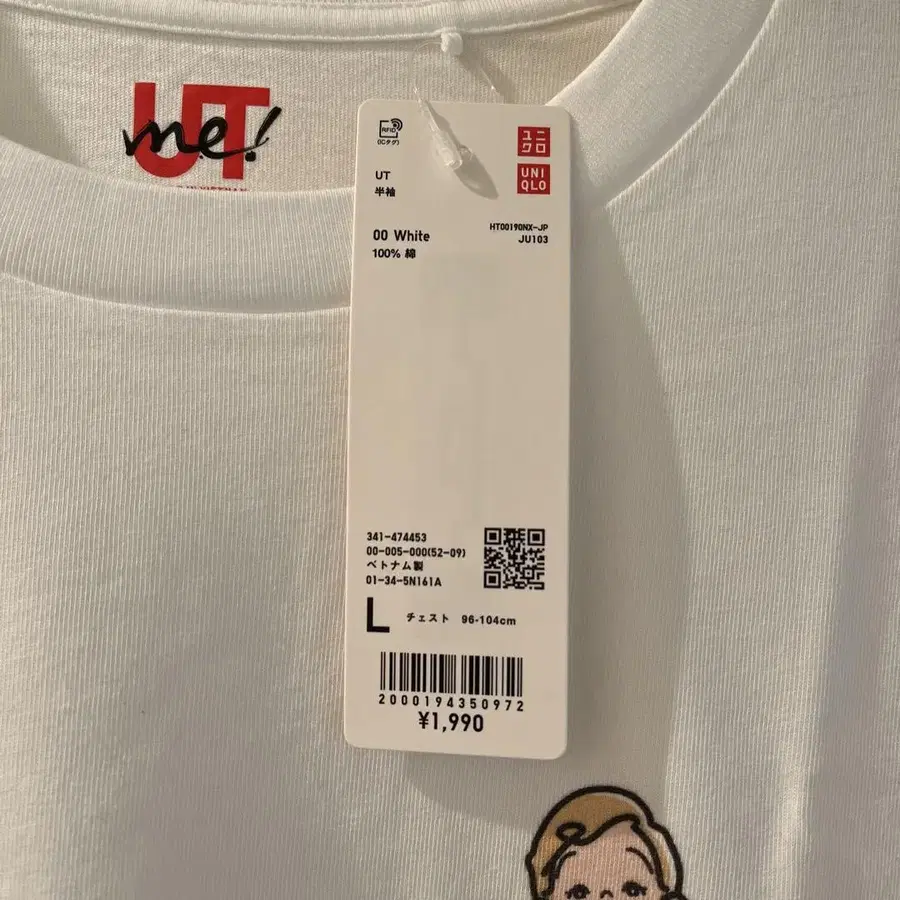 UT
me!
RFID
(ICタグ)
ユニ
クロ
UNI
QLO
UT
半袖
00 White
100% 綿
HT00190NX-JP
JU103
341-474453
00-005-000(52-09)
ベトナム製
01-34-5N161A
L チェスト 96-104cm
2000194350972
¥1,990